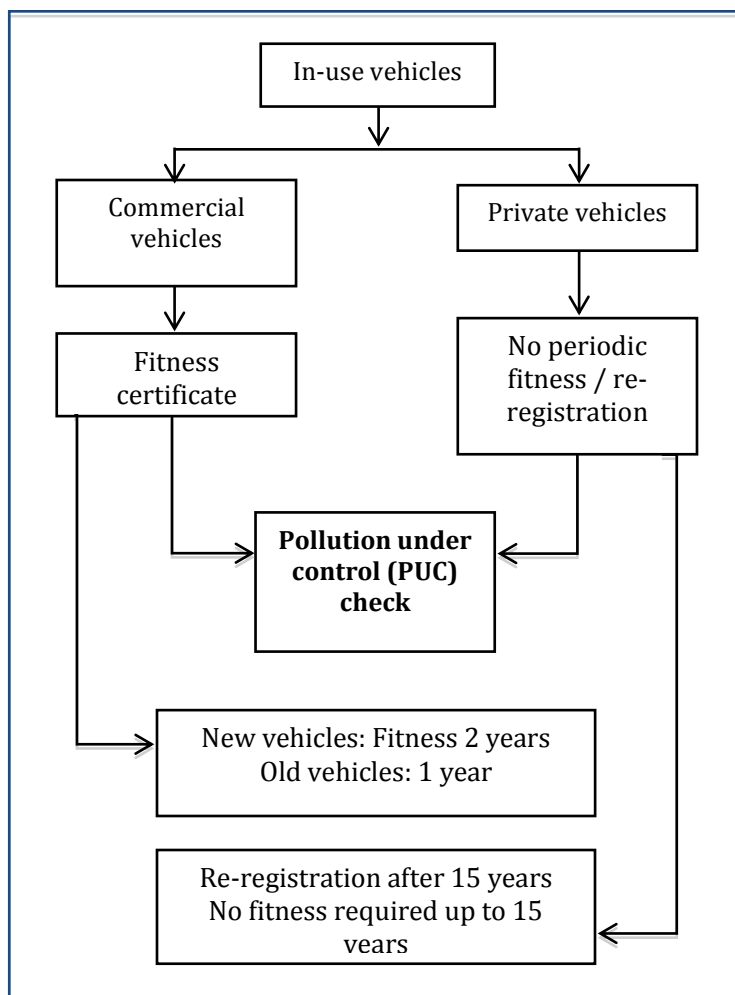 In-use vehicles
Commercial
vehicles
Private vehicles
Fitness
certificate
No periodic
fitness / re-
registration
Pollution under
control (PUC)
check
New vehicles: Fitness 2 years
Old vehicles: 1 year
Re-registration after 15 years
No fitness required up to 15
years